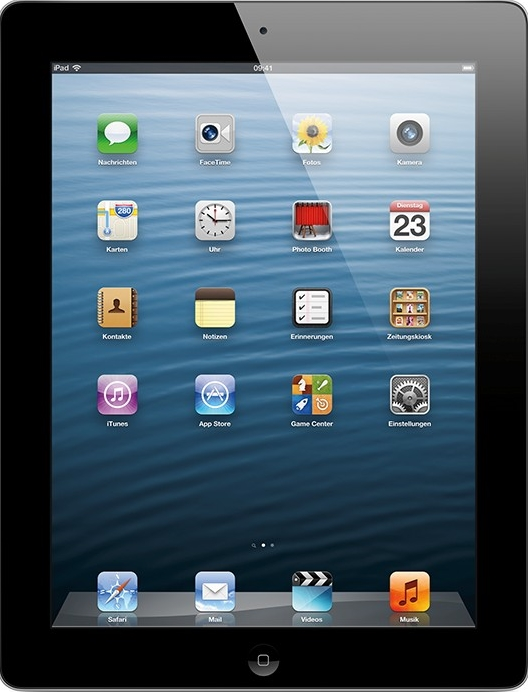 iPad 09:41
Nachrichten FaceTime Fotos Kamera
280 Dienstag 23
Karten Uhr Photo Booth Kalender
Kontakte Notizen Erinnerungen Zeitungskiosk
iTunes App Store Game Center Einstellungen
Safari Mail Videos Musik